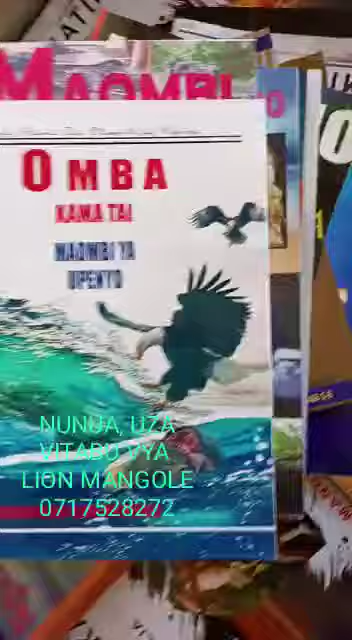 MAOMBI
OMBA
KAMA TAI
MAOMBI YA
UPENYO
NUNUA, UZA
VITABU VYA
LION MANGOLE
0717528272